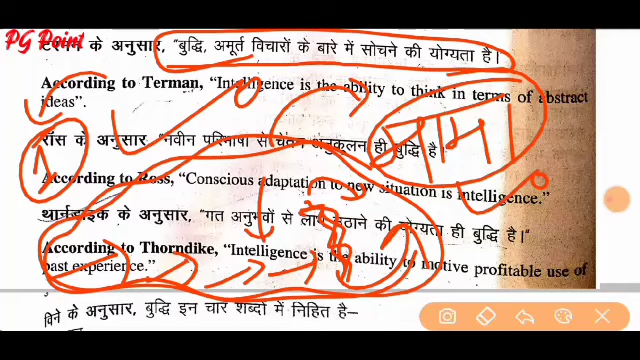 PG Point
टरमन के अनुसार, "बुद्धि, अमूर्त विचारों के बारे में सोचने की योग्यता है।
According to Terman, "Intelligence is the ability to think in terms of abstract
ideas".
रॉस के अनुसार "नवीन परिभाषा से चेतन अनुकूलन ही बुद्धि है
According to Ross, "Conscious adaptation to new situation is intelligence."
थार्नडाइक के अनुसार, "गत अनुभवों से लाभ उठाने की योग्यता ही बुद्धि है।"
According to Thorndike, "Intelligence is the ability to motive profitable use of
past experience."
के अनुसार, बुद्धि इन चार शब्दो में निहित है–